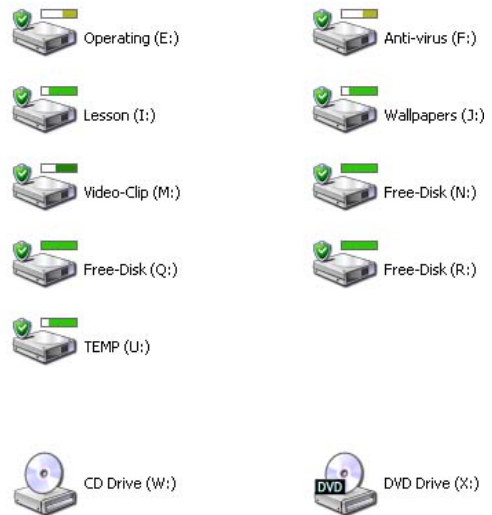 Operating (E:)
Anti-virus (F:)
Lesson (I:)
Wallpapers (J:)
Video-Clip (M:)
Free-Disk (N:)
Free-Disk (Q:)
Free-Disk (R:)
TEMP (U:)
CD Drive (W:)
DVD
DVD Drive (X:)